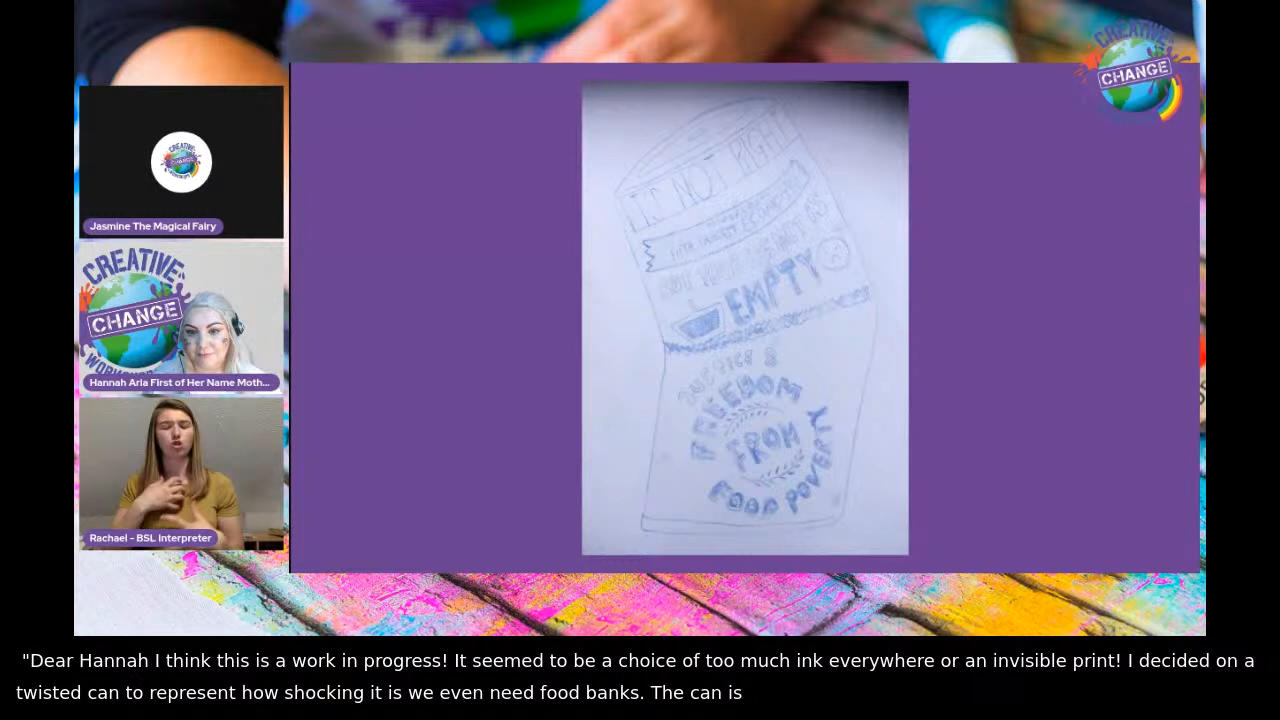 CREATIVE
CHANGE
CREATIVE
CHANGE
Jasmine The Magical Fairy
CREATIVE
CHANGE
Hannah Aria First of Her Name Moth...
Rachael - BSL Interpreter
IS NOT RIGHT
EMPTY
FREEDOM
FROM
FOOD POVERTY
"Dear Hannah I think this is a work in progress! It seemed to be a choice of too much ink everywhere or an invisible print! I decided on a
twisted can to represent how shocking it is we even need food banks. The can is